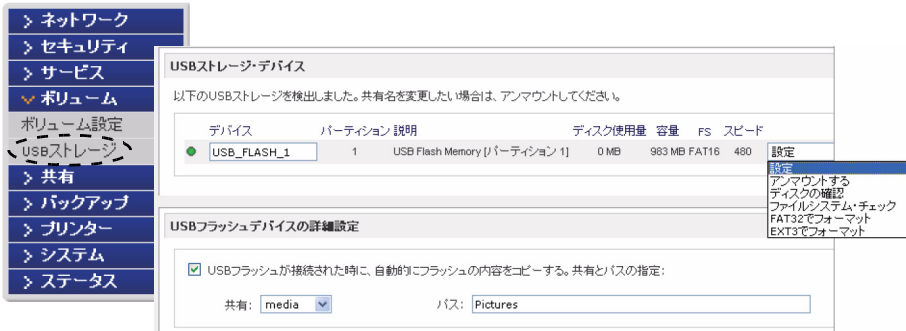 > ネットワーク
> セキュリティ
> サービス
ボリューム
ボリューム設定
USBストレージ
> 共有
> バックアップ
> プリンター
> システム
> ステータス
USBストレージ・デバイス
以下のUSBストレージを検出しました。共有名を変更したい場合は、アンマウントしてください。
デバイス パーティション 説明 ディスク使用量 容量 FS スピード
USB_FLASH_1 1 USB Flash Memory [パーティション 1] 0 MB 983 MB FAT16 480 設定
設定
アンマウントする
ディスクの確認
ファイルシステム・チェック
FAT32でフォーマット
EXT3でフォーマット
USBフラッシュデバイスの詳細設定
USBフラッシュが接続された時に、自動的にフラッシュの内容をコピーする。共有とパスの指定:
共有: media パス: Pictures